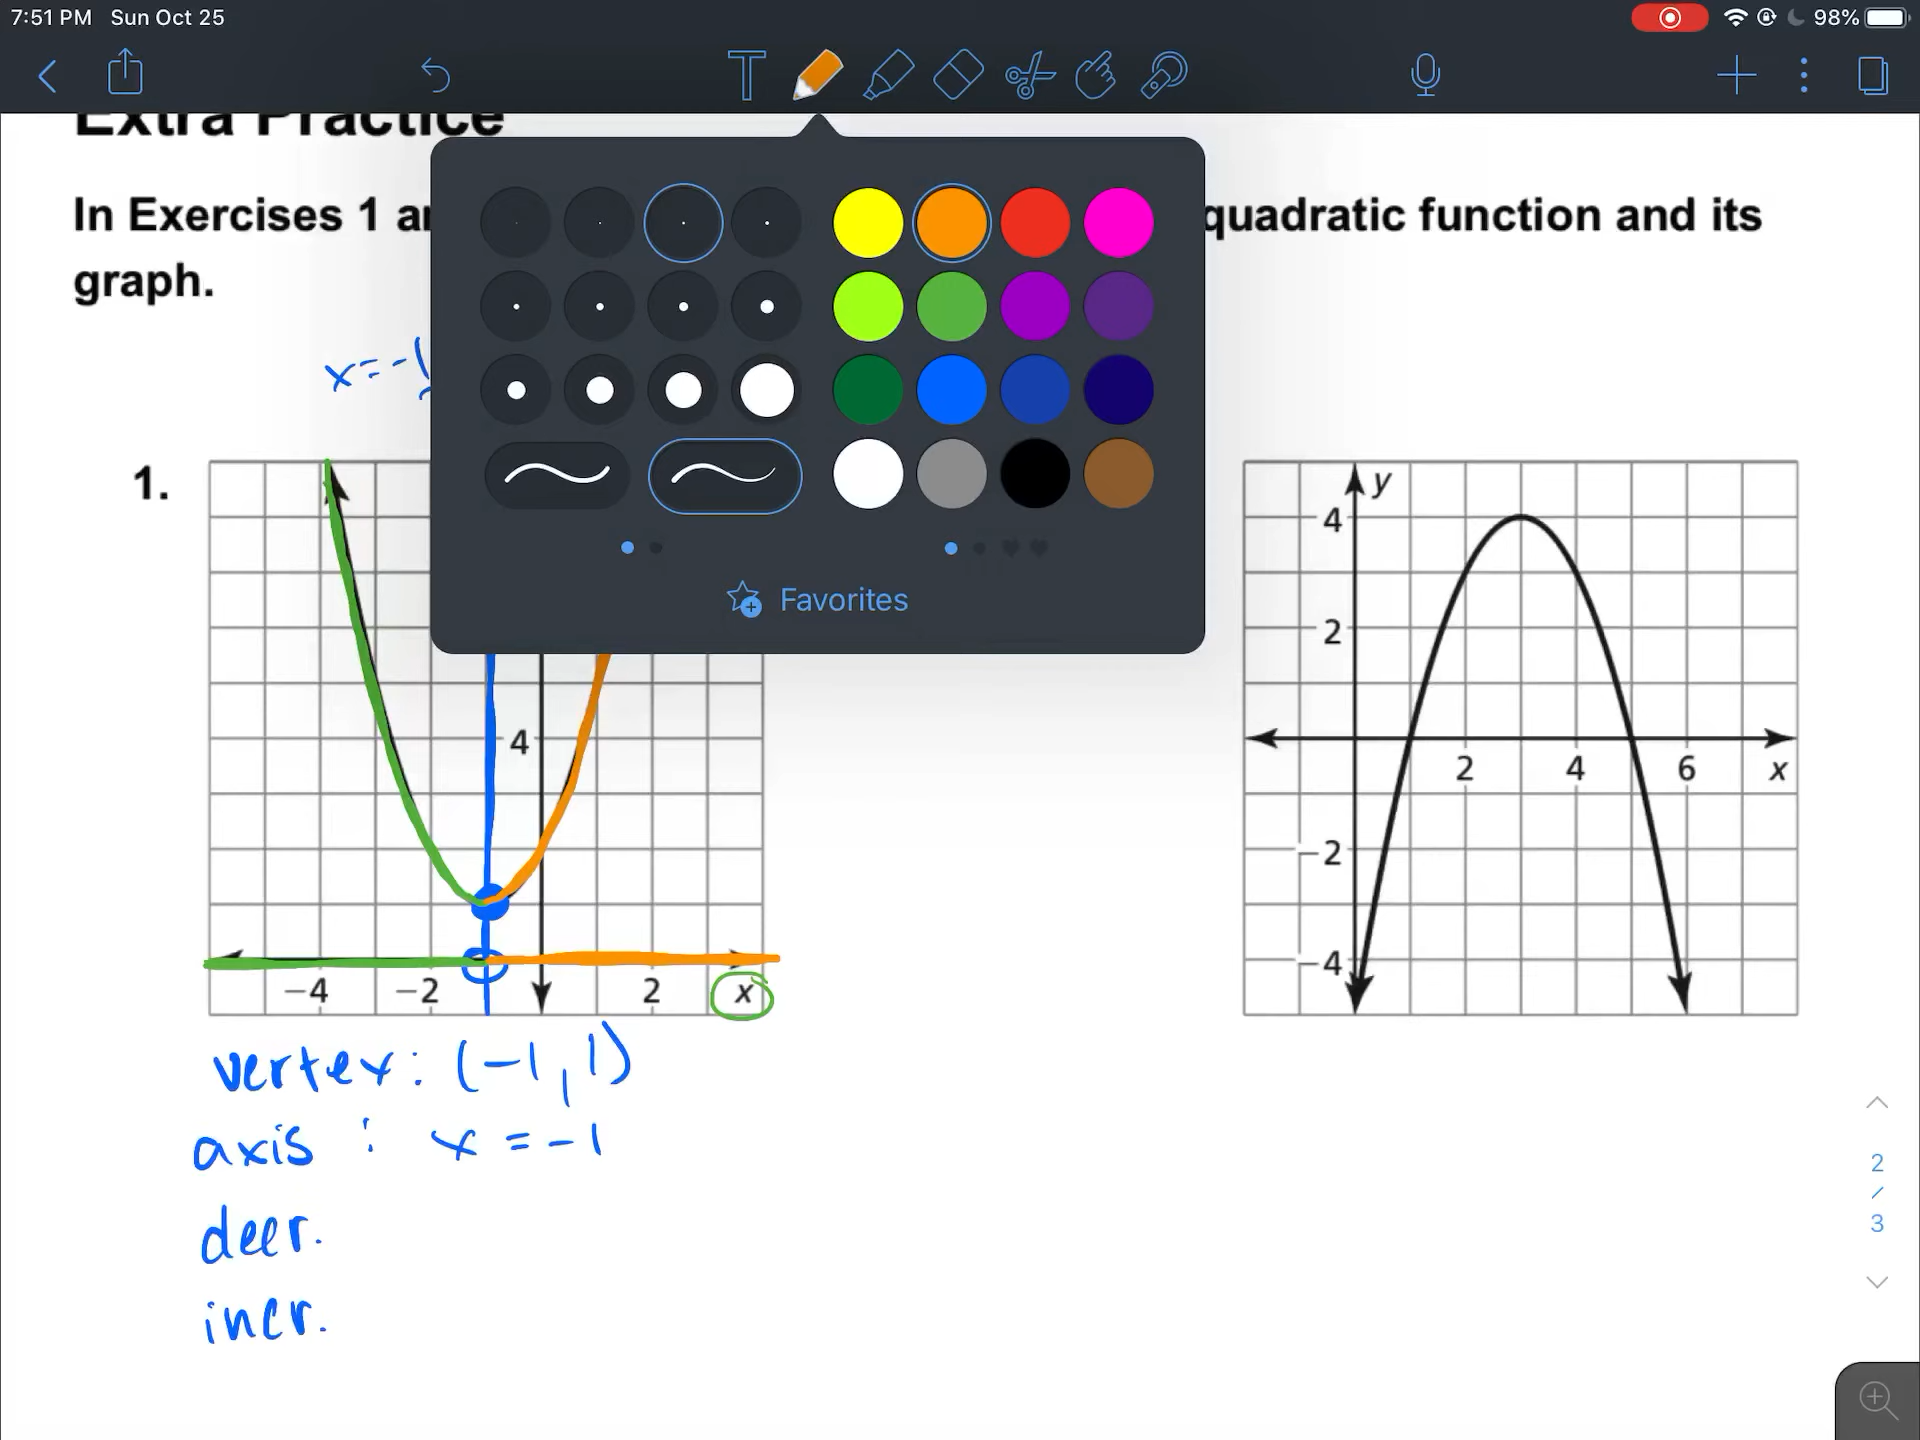 7:51 PM Sun Oct 25 98%
T
Extra Practice
In Exercises 1 quadratic function and its
graph.
x=-1
Favorites
1.
4
-4 -2 2 x
y
4
2
2 4 6 x
-2
-4
vertex: (-1,1)
axis : x = -1
decr.
incr.
2
/
3